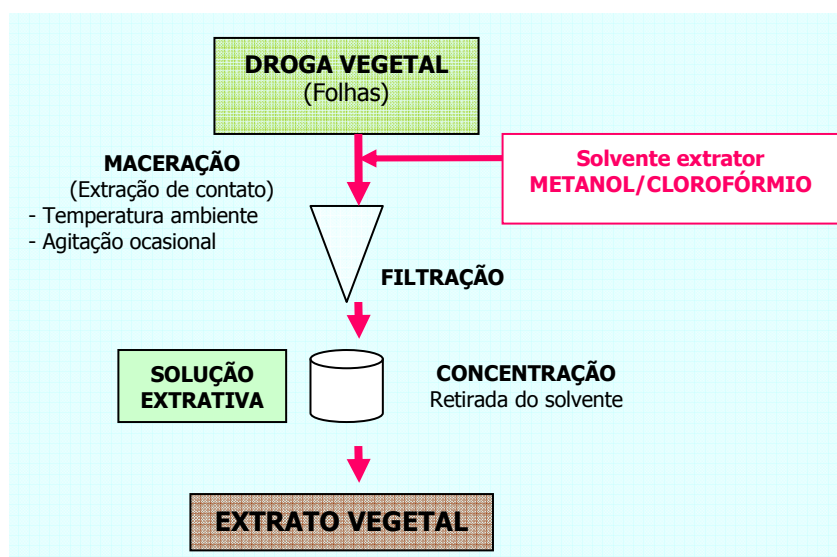 DROGA VEGETAL
(Folhas)
MACERAÇÃO
(Extração de contato)
- Temperatura ambiente
- Agitação ocasional
Solvente extrator
METANOL/CLOROFÓRMIO
FILTRAÇÃO
SOLUÇÃO
EXTRATIVA
CONCENTRAÇÃO
Retirada do solvente
EXTRATO VEGETAL